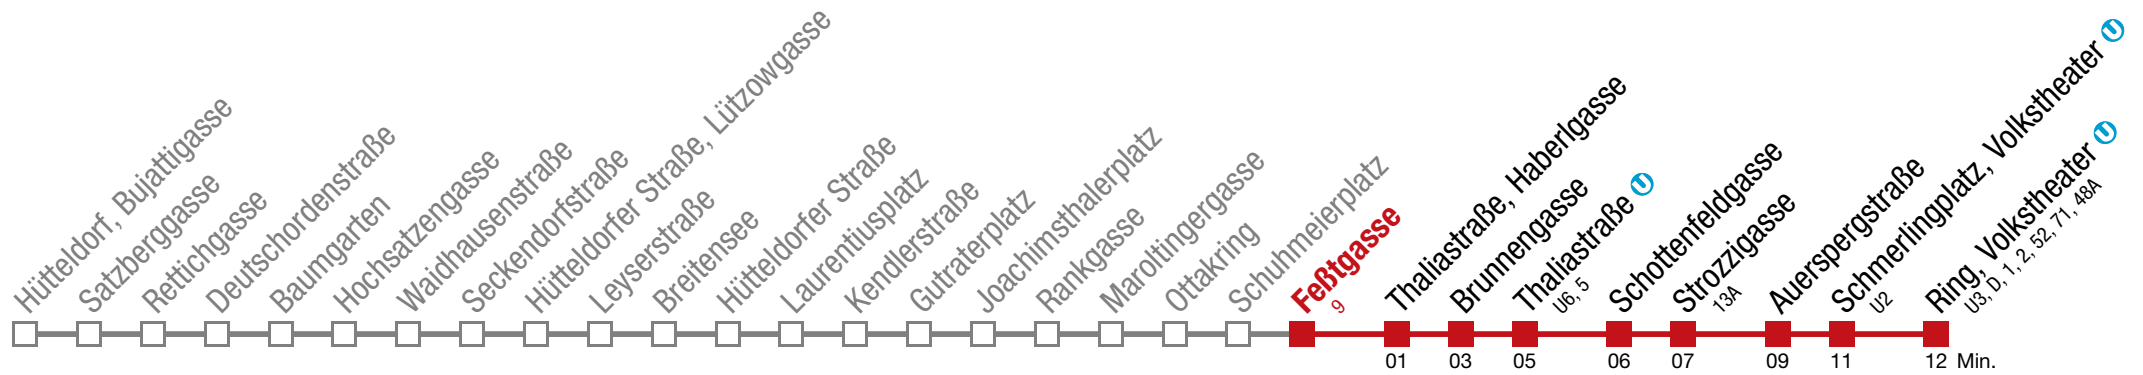 Hütteldorf, Bujattigasse
Satzberggasse
Rettichgasse
Deutschordenstraße
Baumgarten
Hochsatzengasse
Waidhausenstraße
Seckendorfstraße
Hütteldorfer Straße, Lützowgasse
Leyserstraße
Breitensee
Hütteldorfer Straße
Laurentiusplatz
Kendlerstraße
Gutraterplatz
Joachimsthalerplatz
Rankgasse
Maroltingergasse
Ottakring
Schuhmeierplatz
Feßtgasse
9
Thaliastraße, Haberlgasse
Brunnengasse
Thaliastraße U
U6, 5
Schottenfeldgasse
Strozzigasse
13A
Auerspergstraße
Schmerlingplatz, Volkstheater U
U2
Ring, Volkstheater U
U3, D, 1, 2, 52, 71, 48A
01 03 05 06 07 09 11 12 Min.